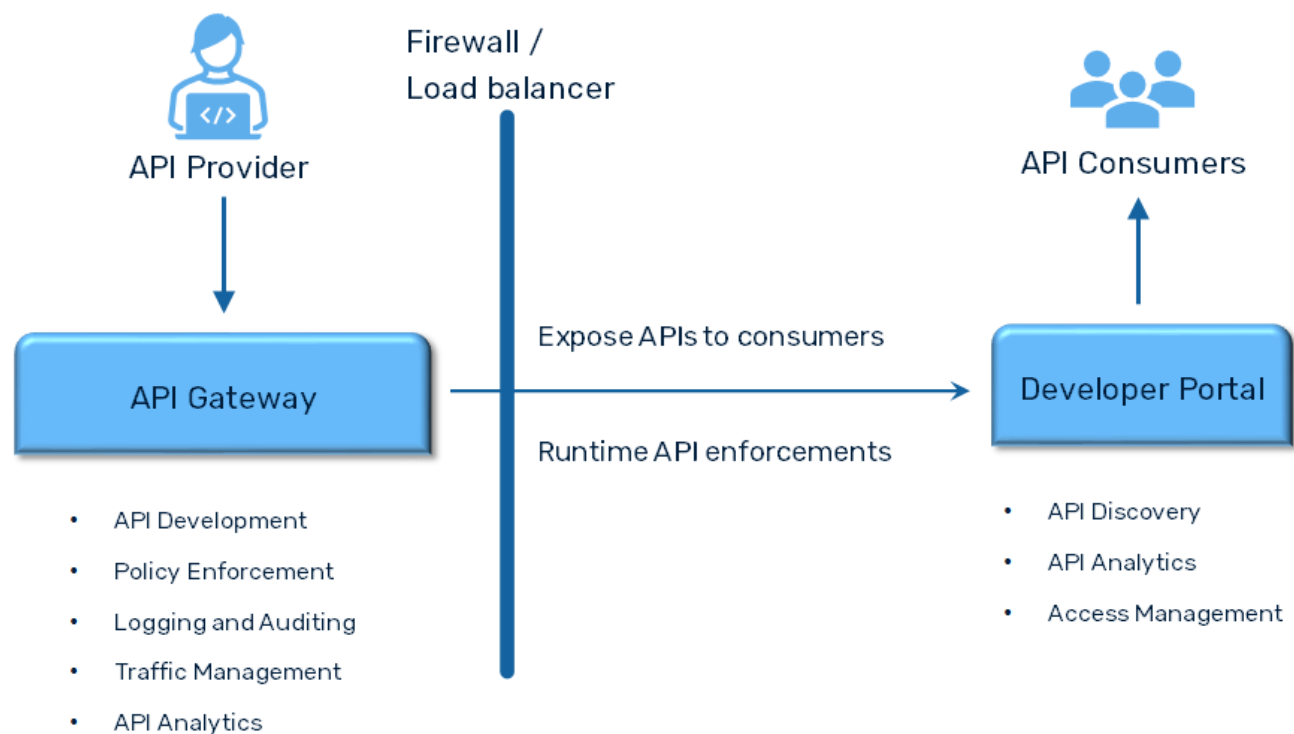 Firewall /
Load balancer
</>
API Provider
API Consumers
Expose APIs to consumers
API Gateway
Developer Portal
Runtime API enforcements
• API Development
• Policy Enforcement
• Logging and Auditing
• Traffic Management
• API Analytics
• API Discovery
• API Analytics
• Access Management